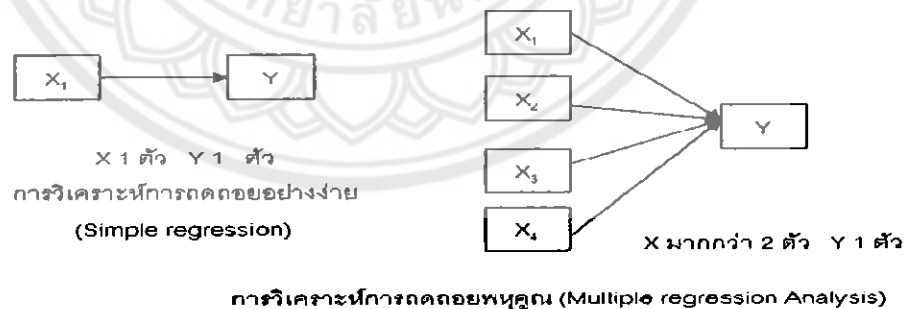 X₁
Y
X 1 ตัว Y 1 ตัว
การวิเคราะห์การถดถอยอย่างง่าย
(Simple regression)
X₁
X₂
X₃
X₄
Y
X มากกว่า 2 ตัว Y 1 ตัว
การวิเคราะห์การถดถอยพหุคูณ (Multiple regression Analysis)